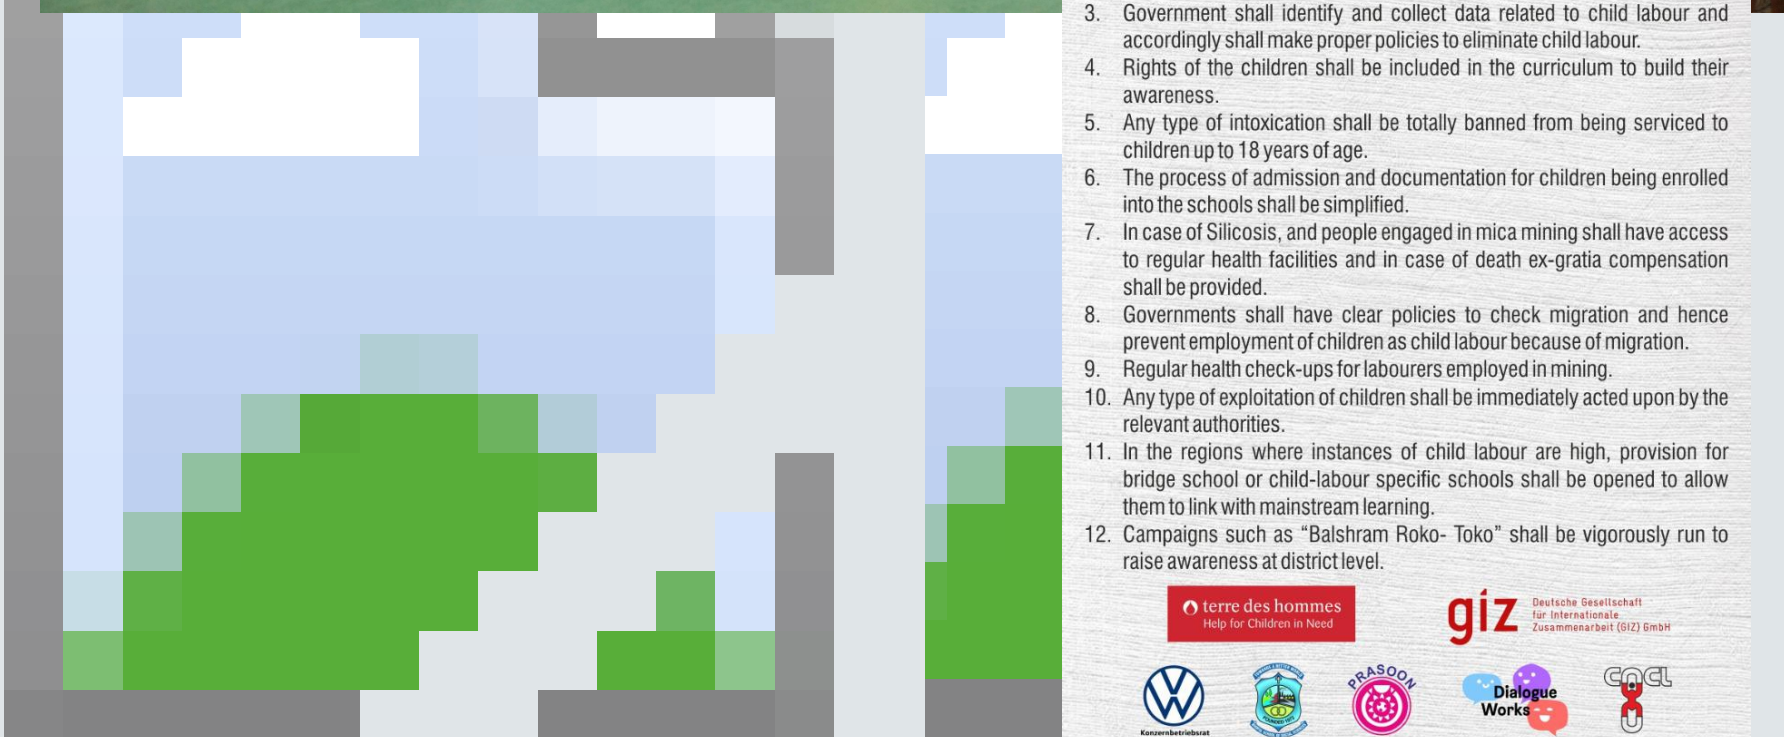 3. Government shall identify and collect data related to child labour and
accordingly shall make proper policies to eliminate child labour.
4. Rights of the children shall be included in the curriculum to build their
awareness.
5. Any type of intoxication shall be totally banned from being serviced to
children up to 18 years of age.
6. The process of admission and documentation for children being enrolled
into the schools shall be simplified.
7. In case of Silicosis, and people engaged in mica mining shall have access
to regular health facilities and in case of death ex-gratia compensation
shall be provided.
8. Governments shall have clear policies to check migration and hence
prevent employment of children as child labour because of migration.
9. Regular health check-ups for labourers employed in mining.
10. Any type of exploitation of children shall be immediately acted upon by the
relevant authorities.
11. In the regions where instances of child labour are high, provision for
bridge school or child-labour specific schools shall be opened to allow
them to link with mainstream learning.
12. Campaigns such as “Balshram Roko- Toko” shall be vigorously run to
raise awareness at district level.
terre des hommes
Help for Children in Need
giz
Deutsche Gesellschaft
für Internationale
Zusammenarbeit (GIZ) GmbH
Konzernbetriebsrat
PRASOON
Dialogue
Works